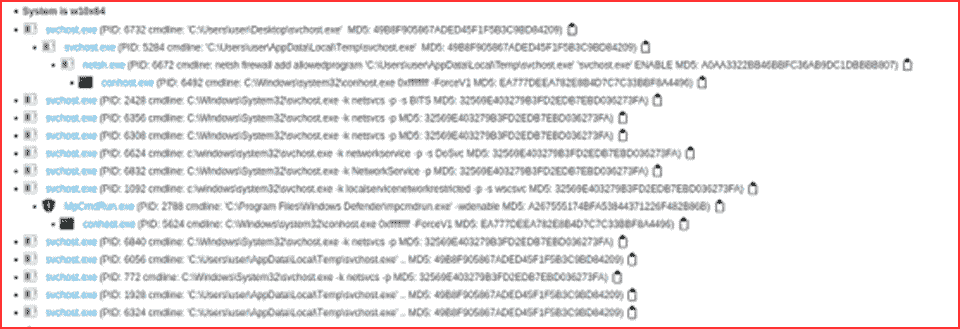 System is w10x64
svchost.exe (PID: 6732 cmdline: 'C:\Users\user\Desktop\svchost.exe' MD5: 49B8F905867ADED45F1F5B3C9BD84209)
svchost.exe (PID: 5284 cmdline: 'C:\Users\user\AppData\Local\Temp\svchost.exe' MD5: 49B8F905867ADED45F1F5B3C9BD84209)
netsh.exe (PID: 6672 cmdline: netsh firewall add allowedprogram 'C:\Users\user\AppData\Local\Temp\svchost.exe' 'svchost.exe' ENABLE MD5: A0AA3322BB46BBFC36AB9DC1DBBBB807)
conhost.exe (PID: 6492 cmdline: C:\Windows\system32\conhost.exe 0xffffffff -ForceV1 MD5: EA777DEEA782E8B4D7C7C33BBF8A4496)
svchost.exe (PID: 2428 cmdline: C:\Windows\System32\svchost.exe -k netsvcs -p -s BITS MD5: 32569E403279B3FD2EDB7EBD036273FA)
svchost.exe (PID: 6356 cmdline: C:\Windows\System32\svchost.exe -k netsvcs -p MD5: 32569E403279B3FD2EDB7EBD036273FA)
svchost.exe (PID: 6308 cmdline: C:\Windows\System32\svchost.exe -k netsvcs -p MD5: 32569E403279B3FD2EDB7EBD036273FA)
svchost.exe (PID: 6624 cmdline: c:\windows\system32\svchost.exe -k networkservice -p -s DoSvc MD5: 32569E403279B3FD2EDB7EBD036273FA)
svchost.exe (PID: 6832 cmdline: C:\Windows\System32\svchost.exe -k NetworkService -p MD5: 32569E403279B3FD2EDB7EBD036273FA)
svchost.exe (PID: 1092 cmdline: c:\windows\system32\svchost.exe -k localservicenetworkrestricted -p -s wscsvc MD5: 32569E403279B3FD2EDB7EBD036273FA)
MpCmdRun.exe (PID: 2788 cmdline: 'C:\Program Files\Windows Defender\mpcmdrun.exe' -wdenable MD5: A267555174BFA53844371226F482B86B)
conhost.exe (PID: 5624 cmdline: C:\Windows\system32\conhost.exe 0xffffffff -ForceV1 MD5: EA777DEEA782E8B4D7C7C33BBF8A4496)
svchost.exe (PID: 6840 cmdline: C:\Windows\System32\svchost.exe -k netsvcs -p MD5: 32569E403279B3FD2EDB7EBD036273FA)
svchost.exe (PID: 6056 cmdline: 'C:\Users\user\AppData\Local\Temp\svchost.exe' .. MD5: 49B8F905867ADED45F1F5B3C9BD84209)
svchost.exe (PID: 772 cmdline: C:\Windows\System32\svchost.exe -k netsvcs -p MD5: 32569E403279B3FD2EDB7EBD036273FA)
svchost.exe (PID: 1928 cmdline: 'C:\Users\user\AppData\Local\Temp\svchost.exe' .. MD5: 49B8F905867ADED45F1F5B3C9BD84209)
svchost.exe (PID: 6324 cmdline: 'C:\Users\user\AppData\Local\Temp\svchost.exe' .. MD5: 49B8F905867ADED45F1F5B3C9BD84209)